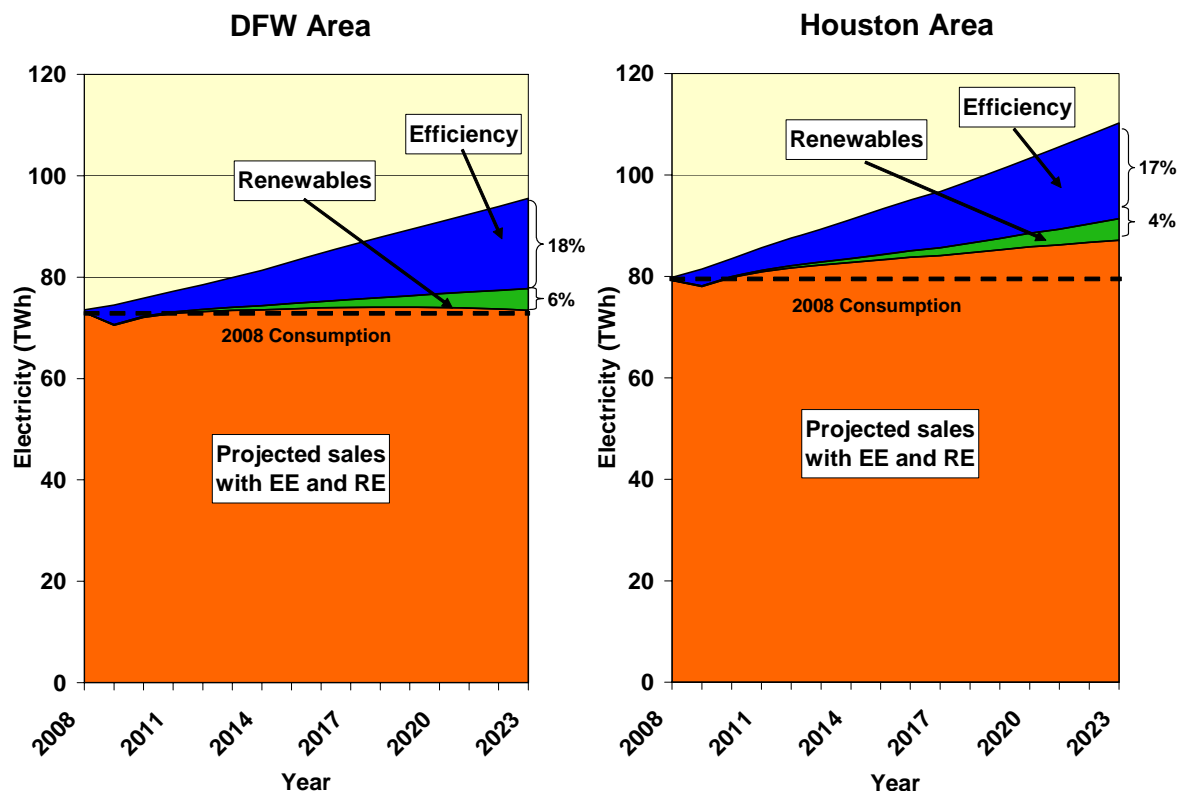 DFW Area
120
100
80
60
40
20
0
Electricity (TWh)
Efficiency
Renewables
18%
6%
2008 Consumption
Projected sales
with EE and RE
2008
2011
2014
2017
2020
2023
Year
Houston Area
120
100
80
60
40
20
0
Electricity (TWh)
Efficiency
Renewables
17%
4%
2008 Consumption
Projected sales
with EE and RE
2008
2011
2014
2017
2020
2023
Year